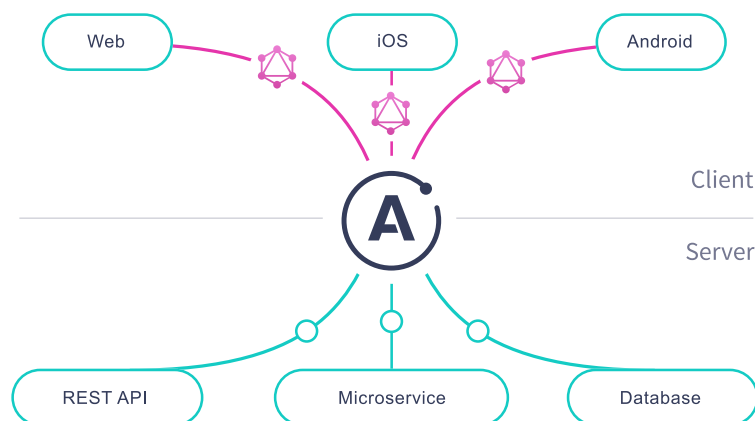 Web
iOS
Android
A
Client
Server
REST API
Microservice
Database